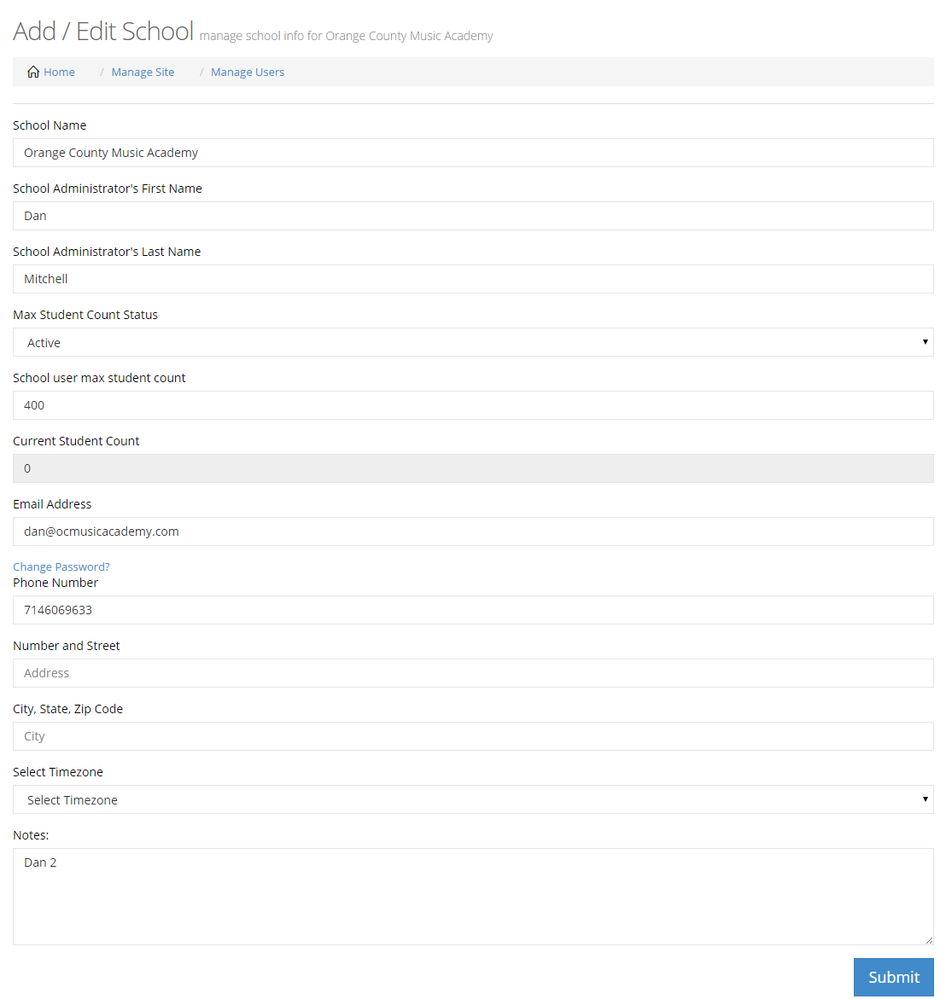 Add / Edit School manage school info for Orange County Music Academy
Home / Manage Site / Manage Users
School Name
Orange County Music Academy
School Administrator's First Name
Dan
School Administrator's Last Name
Mitchell
Max Student Count Status
Active
School user max student count
400
Current Student Count
0
Email Address
dan@ocmusicacademy.com
Change Password?
Phone Number
7146069633
Number and Street
Address
City, State, Zip Code
City
Select Timezone
Select Timezone
Notes:
Dan 2
Submit